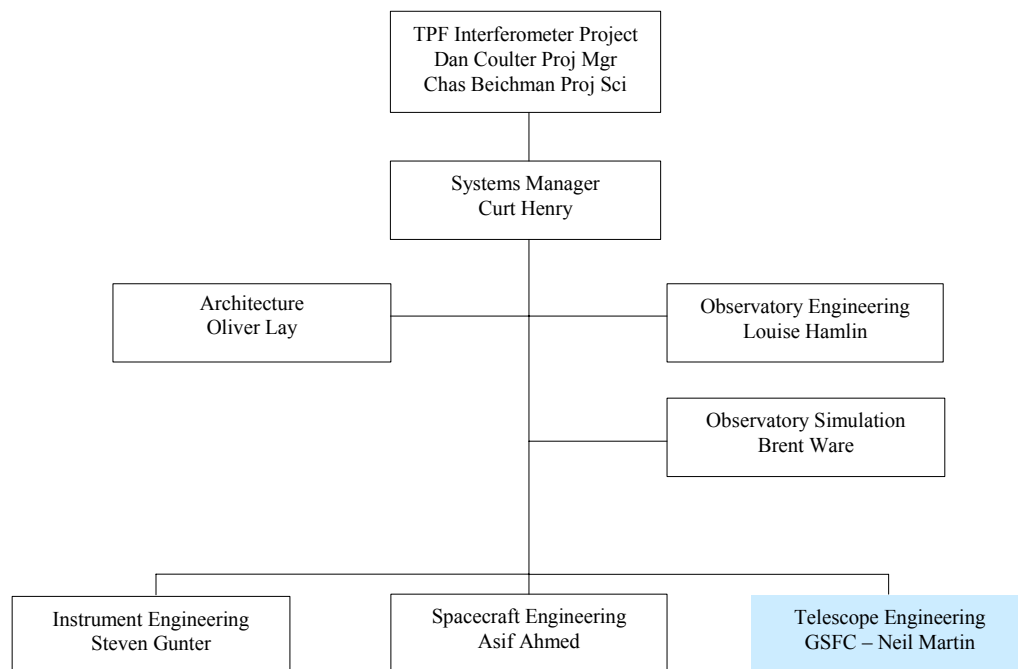 TPF Interferometer Project
Dan Coulter Proj Mgr
Chas Beichman Proj Sci
Systems Manager
Curt Henry
Architecture
Oliver Lay
Observatory Engineering
Louise Hamlin
Observatory Simulation
Brent Ware
Instrument Engineering
Steven Gunter
Spacecraft Engineering
Asif Ahmed
Telescope Engineering
GSFC – Neil Martin